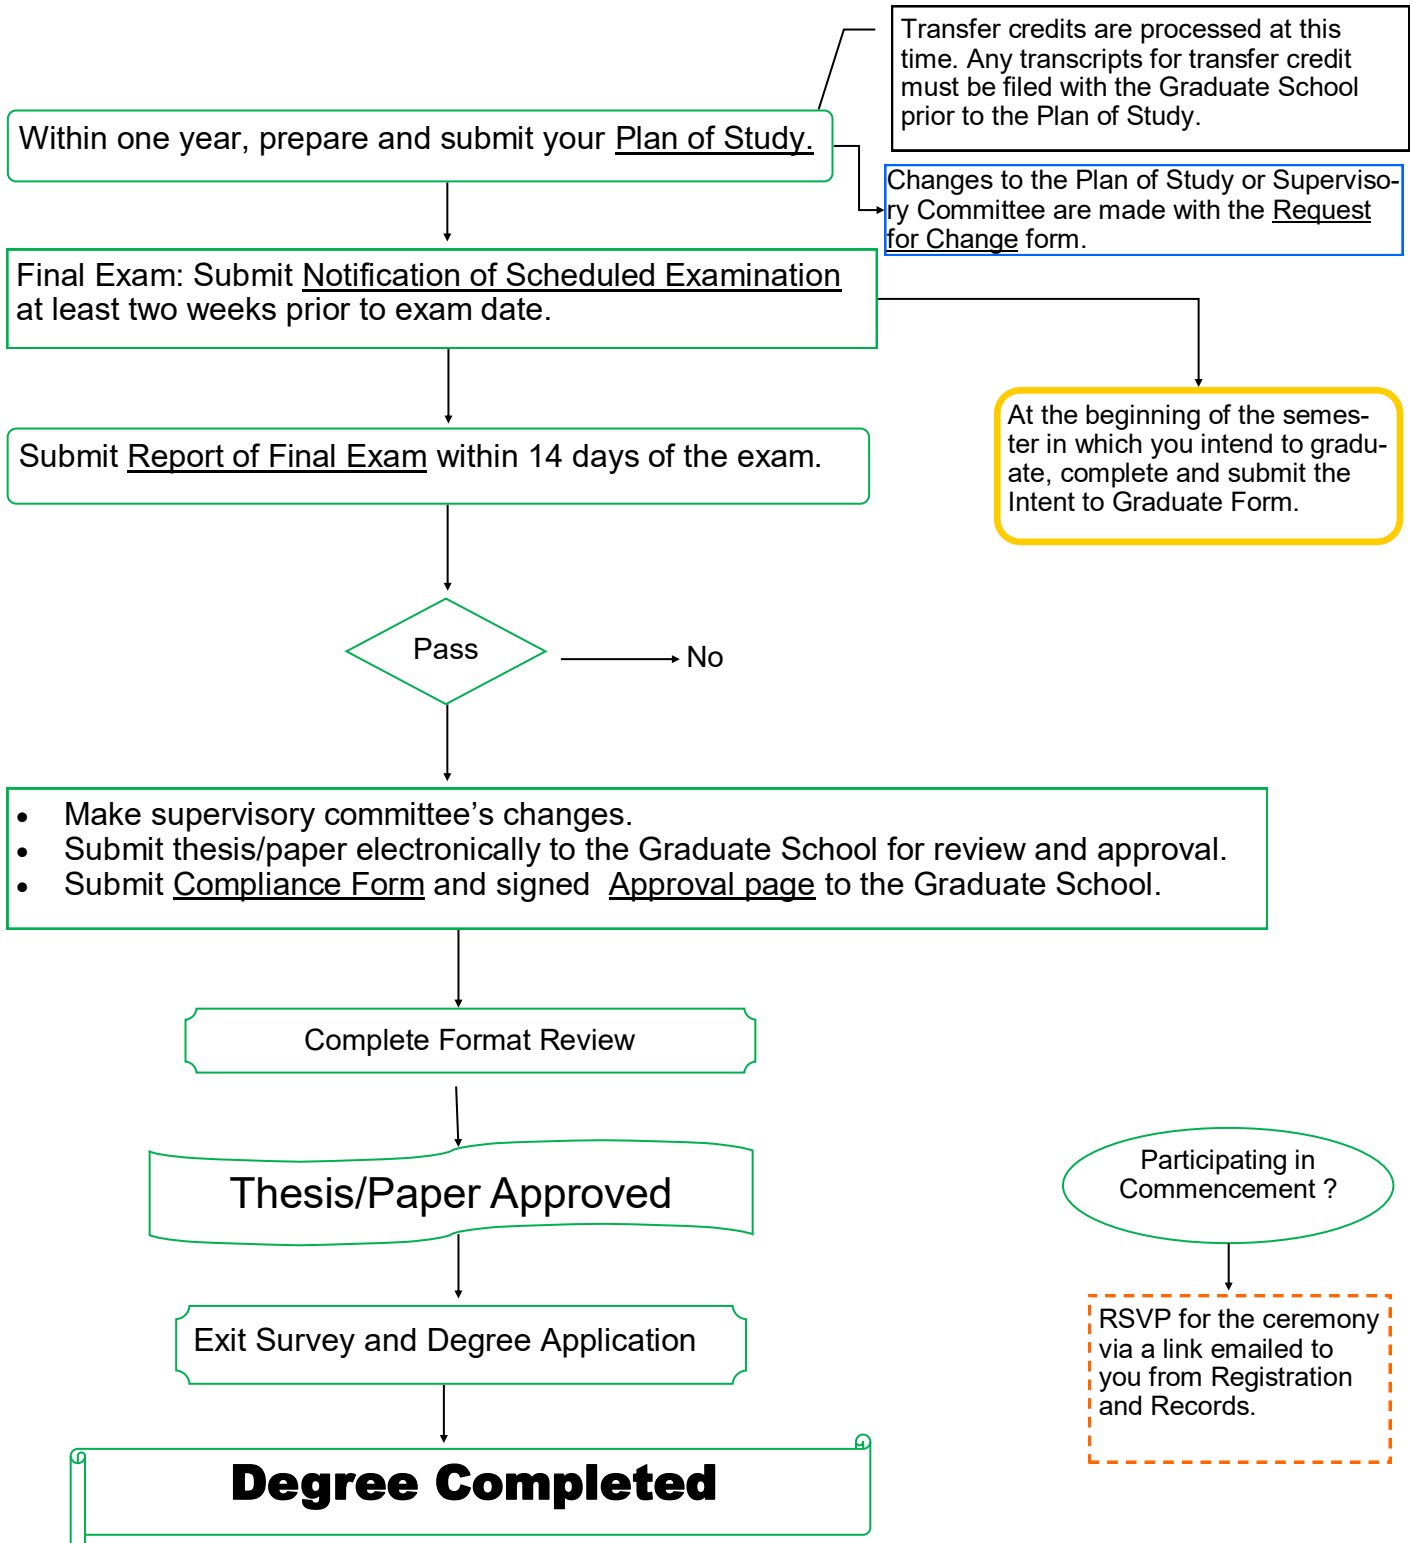 Transfer credits are processed at this
time. Any transcripts for transfer credit
must be filed with the Graduate School
prior to the Plan of Study.
Within one year, prepare and submit your Plan of Study.
Changes to the Plan of Study or Superviso-
ry Committee are made with the Request
for Change form.
Final Exam: Submit Notification of Scheduled Examination
at least two weeks prior to exam date.
At the beginning of the semes-
ter in which you intend to gradu-
ate, complete and submit the
Intent to Graduate Form.
Submit Report of Final Exam within 14 days of the exam.
Pass
No
• Make supervisory committee’s changes.
• Submit thesis/paper electronically to the Graduate School for review and approval.
• Submit Compliance Form and signed Approval page to the Graduate School.
Complete Format Review
Thesis/Paper Approved
Participating in
Commencement ?
Exit Survey and Degree Application
RSVP for the ceremony
via a link emailed to
you from Registration
and Records.
Degree Completed